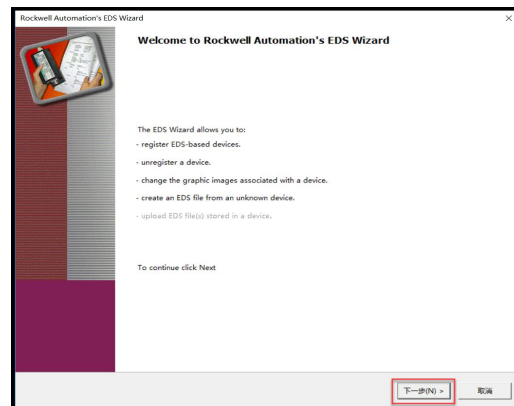 Rockwell Automation's EDS Wizard
Welcome to Rockwell Automation's EDS Wizard
The EDS Wizard allows you to:
- register EDS-based devices.
- unregister a device.
- change the graphic images associated with a device.
- create an EDS file from an unknown device.
- upload EDS file(s) stored in a device.
To continue click Next
下一步(N) >
取消